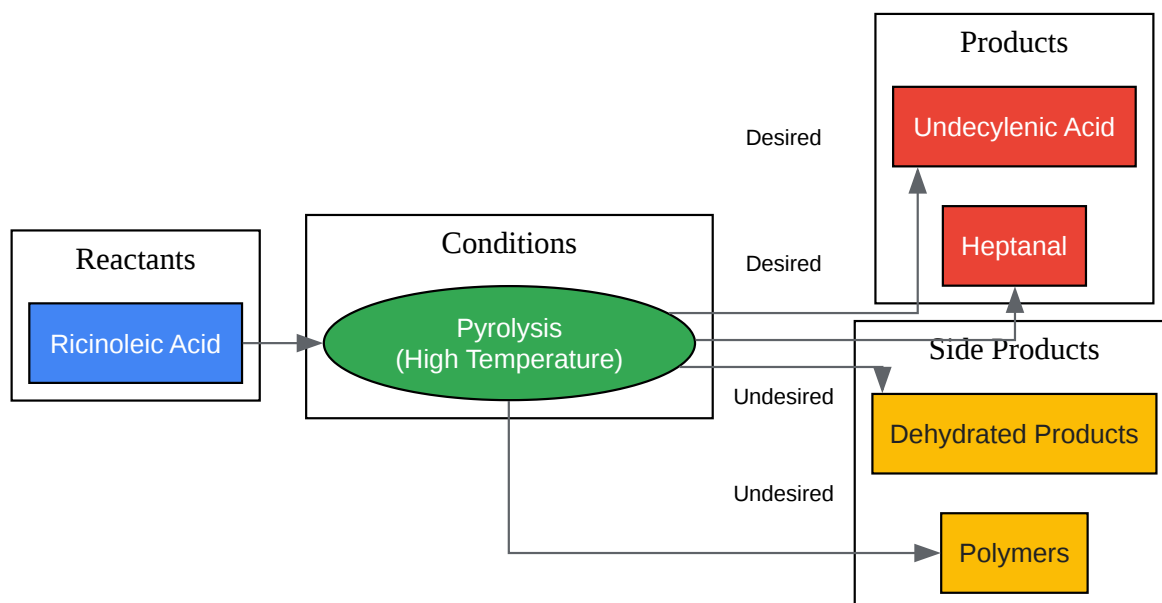 Products
Undecylenic Acid
Desired
Heptanal
Reactants
Conditions
Desired
Ricinoleic Acid
Pyrolysis
(High Temperature)
Side Products
Undesired
Dehydrated Products
Undesired
Polymers